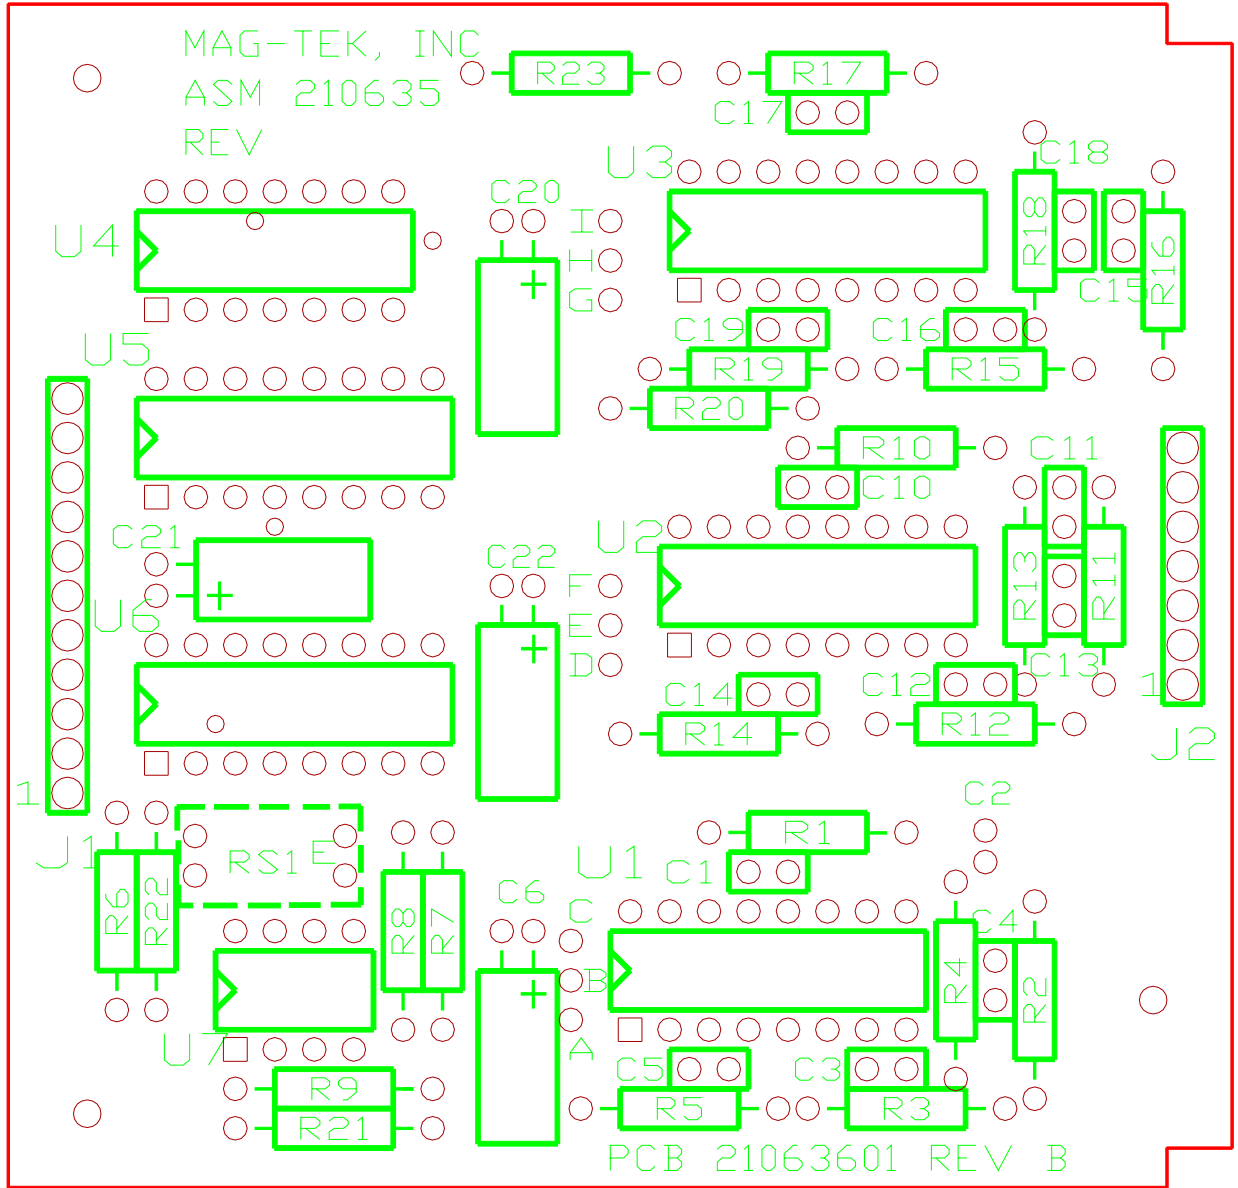 MAG-TEK, INC
ASM 210635
REV
R23
R17
C17
U3
C18
C20
I
H
G
U4
R18
R16
C15
U5
C19
C16
R19
R15
R20
R10
C11
C10
C21
C22
U2
F
E
D
R13
R11
U6
C13
C14
C12
1
R14
R12
J2
1
C2
J1
RS1
E
R1
U1
C1
C6
C
R6
R22
R8
R7
C4
B
R4
R2
U7
A
C5
C3
R9
R5
R3
R21
PCB 21063601 REV B